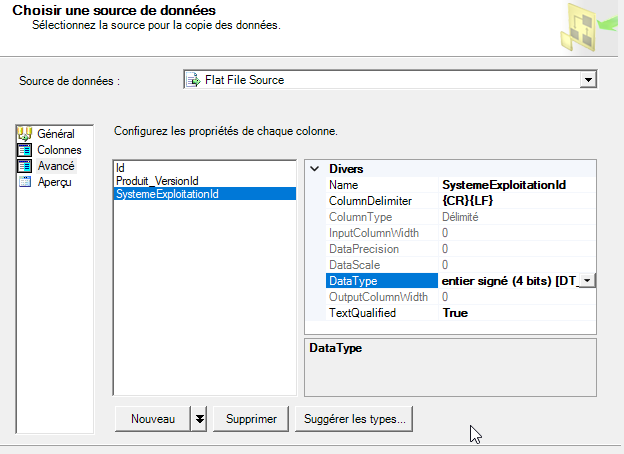 Choisir une source de données
Sélectionnez la source pour la copie des données.
Source de données :
Flat File Source
Général
Colonnes
Avancé
Aperçu
Configurez les propriétés de chaque colonne.
Id
Produit_VersionId
SystemeExploitationId
Divers
Name SystemeExploitationId
ColumnDelimiter {CR}{LF}
ColumnType Délimité
InputColumnWidth 0
DataPrecision 0
DataScale 0
DataType entier signé (4 bits) [DT_
OutputColumnWidth 0
TextQualified True
DataType
Nouveau
Supprimer
Suggérer les types...